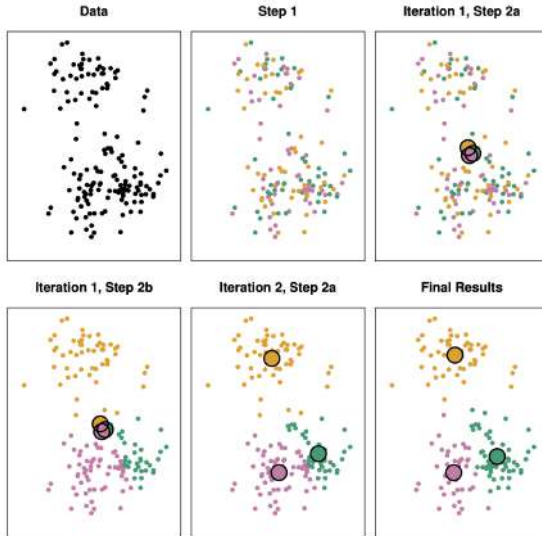 Data
Step 1
Iteration 1, Step 2a
Iteration 1, Step 2b
Iteration 2, Step 2a
Final Results